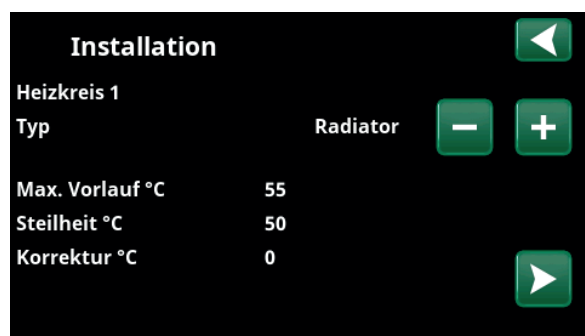 Installation
Heizkreis 1
Typ Radiator
Max. Vorlauf °C 55
Steilheit °C 50
Korrektur °C 0